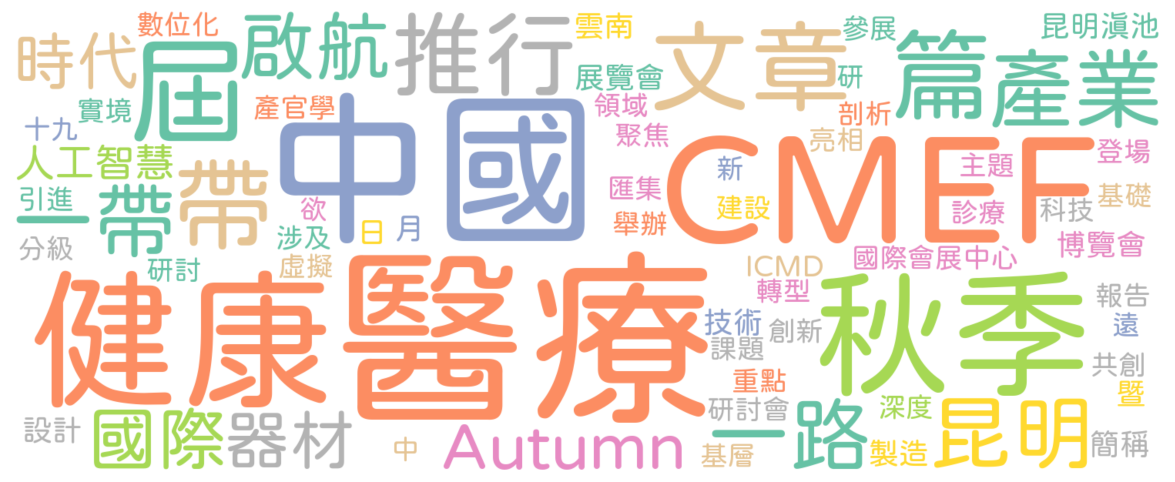 數位化
時代
屆
啟航
推行
雲南
文章
參展
昆明滇池
展覽會
研
篇
產業
實境
產官學
領域
剖析
十九
聚焦
亮相
人工智慧
中國
CMEF
新
主題
登場
引進
一帶
帶
欲
匯集
建設
診療
科技
基礎
舉辦
分級
涉及
日
月
博覽會
研討
虛擬
ICMD
國際會展中心
轉型
報告
健康
醫療
技術
創新
秋季
遠
課題
共創
重點
暨
設計
國際
器材
中
Autumn
研討會
一路
深度
昆明
基層
製造
簡稱